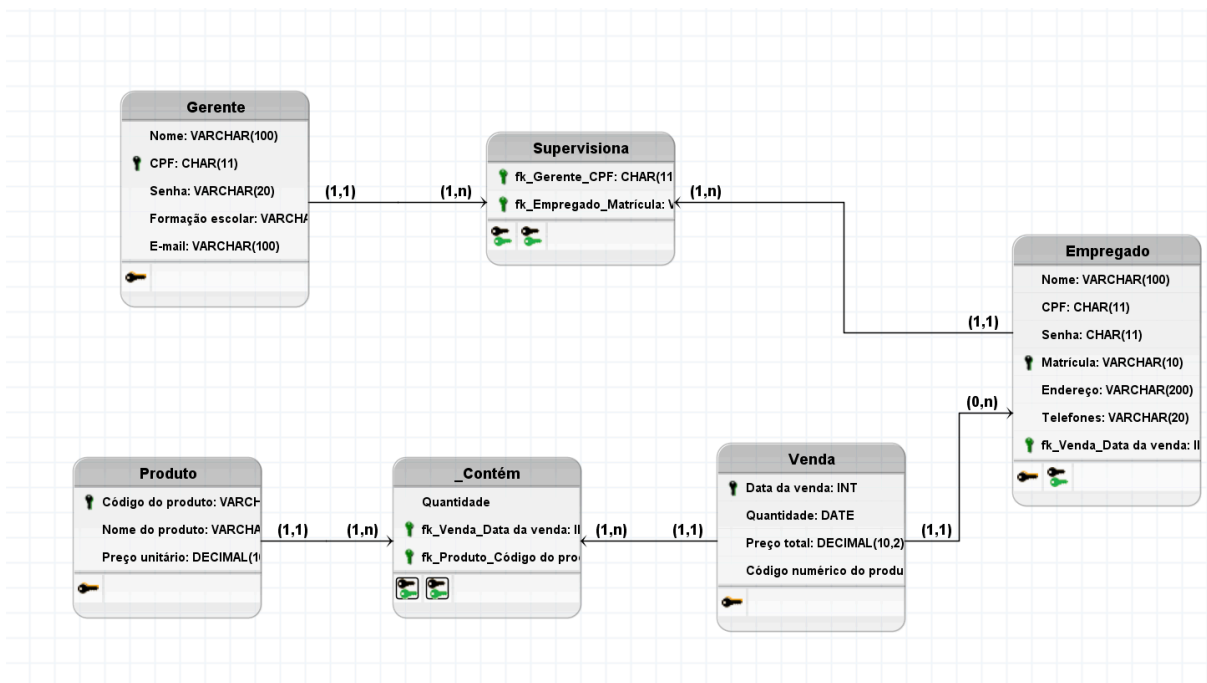 Gerente
Nome: VARCHAR(100)
CPF: CHAR(11)
Senha: VARCHAR(20)
Formação escolar: VARCHA
E-mail: VARCHAR(100)
(1,1)
(1,n)
Supervisiona
fk_Gerente_CPF: CHAR(11
fk_Empregado_Matrícula: V
(1,n)
Empregado
Nome: VARCHAR(100)
CPF: CHAR(11)
Senha: CHAR(11)
Matrícula: VARCHAR(10)
Endereço: VARCHAR(200)
Telefones: VARCHAR(20)
fk_Venda_Data da venda: II
(1,1)
(0,n)
Produto
Código do produto: VARCH
Nome do produto: VARCHA
Preço unitário: DECIMAL(1
(1,1)
(1,n)
_Contém
Quantidade
fk_Venda_Data da venda: II
fk_Produto_Código do pro
(1,n)
(1,1)
Venda
Data da venda: INT
Quantidade: DATE
Preço total: DECIMAL(10,2)
Código numérico do produ
(1,1)